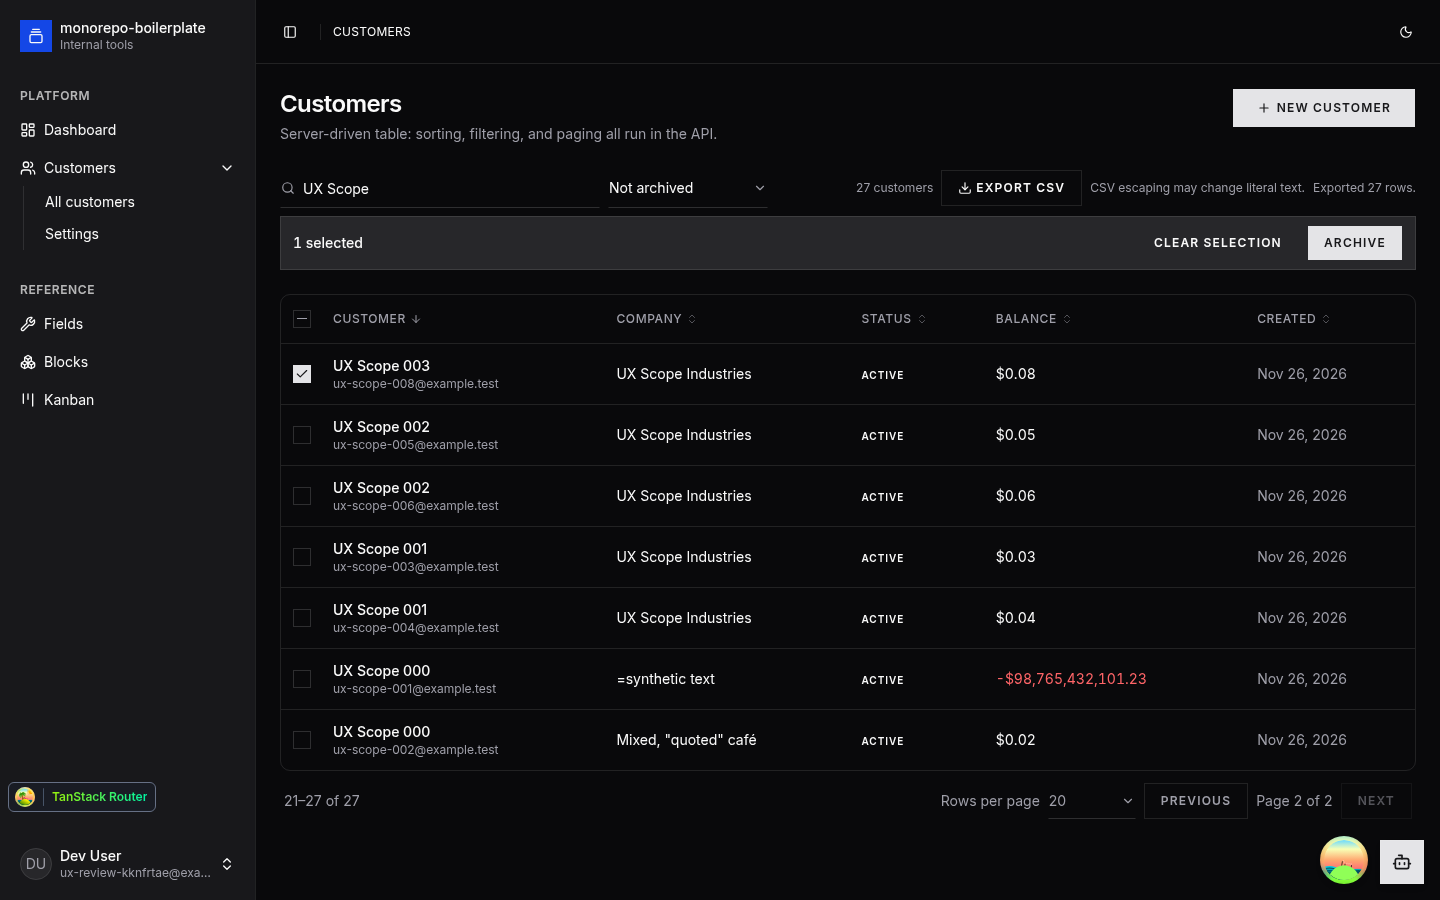 monorepo-boilerplate
Internal tools
PLATFORM
Dashboard
Customers
All customers
Settings
REFERENCE
Fields
Blocks
Kanban
TanStack Router
DU
Dev User
ux-review-kknfrtae@exa...
CUSTOMERS
Customers
Server-driven table: sorting, filtering, and paging all run in the API.
NEW CUSTOMER
UX Scope
Not archived
27 customers
EXPORT CSV
CSV escaping may change literal text.
Exported 27 rows.
1 selected
CLEAR SELECTION
ARCHIVE
CUSTOMER COMPANY STATUS BALANCE CREATED
UX Scope 003
ux-scope-008@example.test
UX Scope Industries ACTIVE $0.08 Nov 26, 2026
UX Scope 002
ux-scope-005@example.test
UX Scope Industries ACTIVE $0.05 Nov 26, 2026
UX Scope 002
ux-scope-006@example.test
UX Scope Industries ACTIVE $0.06 Nov 26, 2026
UX Scope 001
ux-scope-003@example.test
UX Scope Industries ACTIVE $0.03 Nov 26, 2026
UX Scope 001
ux-scope-004@example.test
UX Scope Industries ACTIVE $0.04 Nov 26, 2026
UX Scope 000
ux-scope-001@example.test
=synthetic text ACTIVE -$98,765,432,101.23 Nov 26, 2026
UX Scope 000
ux-scope-002@example.test
Mixed, "quoted" café ACTIVE $0.02 Nov 26, 2026
21–27 of 27
Rows per page 20
PREVIOUS
Page 2 of 2
NEXT